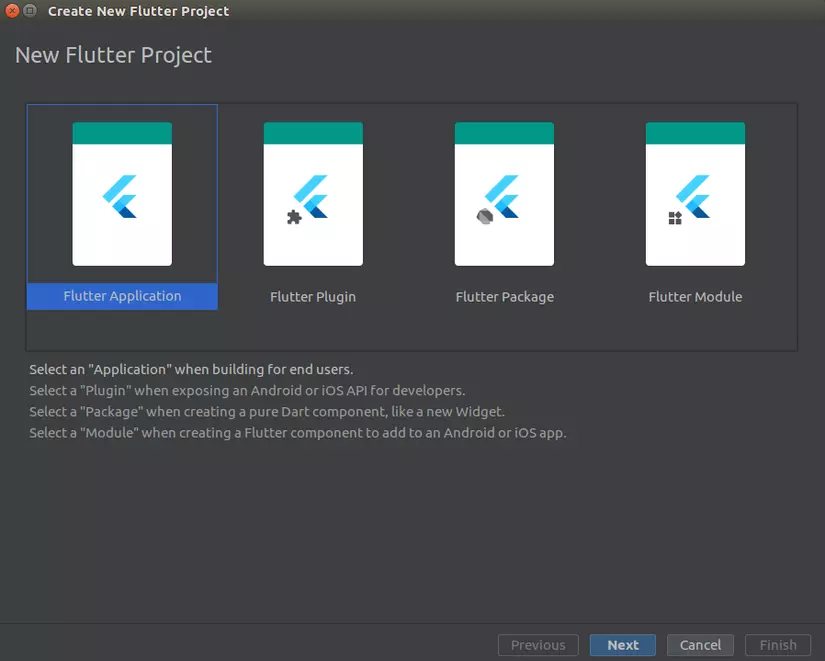 Create New Flutter Project
New Flutter Project
Flutter Application
Flutter Plugin
Flutter Package
Flutter Module
Select an "Application" when building for end users.
Select a "Plugin" when exposing an Android or iOS API for developers.
Select a "Package" when creating a pure Dart component, like a new Widget.
Select a "Module" when creating a Flutter component to add to an Android or iOS app.
Previous
Next
Cancel
Finish